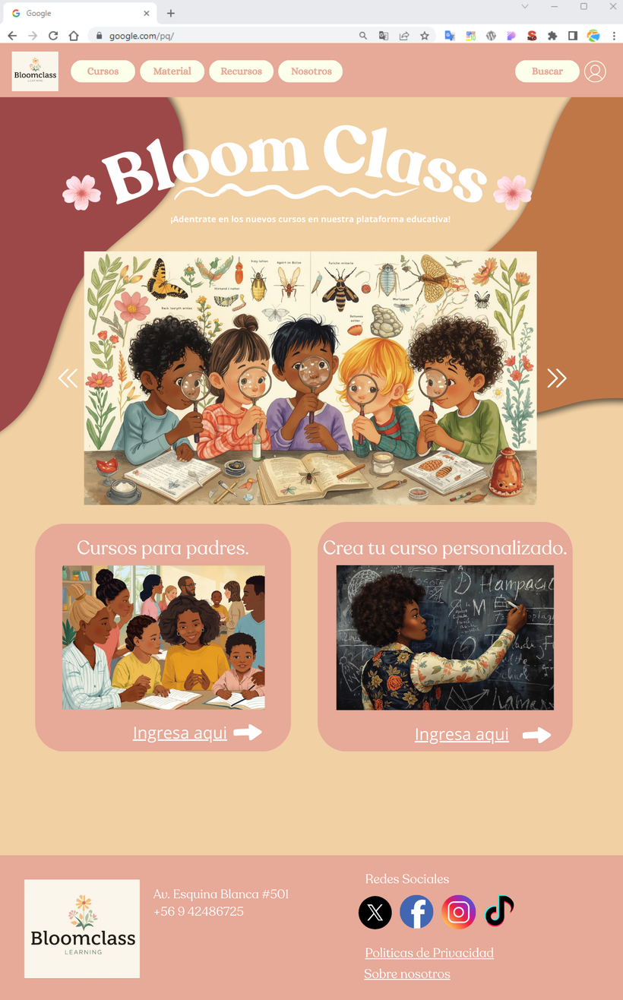 Google
google.com/pq/
Bloomclass
Cursos
Material
Recursos
Nosotros
Buscar
Bloom Class
¡Adentrate en los nuevos cursos en nuestra plataforma educativa!
Cursos para padres.
Crea tu curso personalizado.
Ingresa aqui
Ingresa aqui
Av. Esquina Blanca #501
+56 9 42486725
Bloomclass
LEARNING
Redes Sociales
Politicas de Privacidad
Sobre nosotros